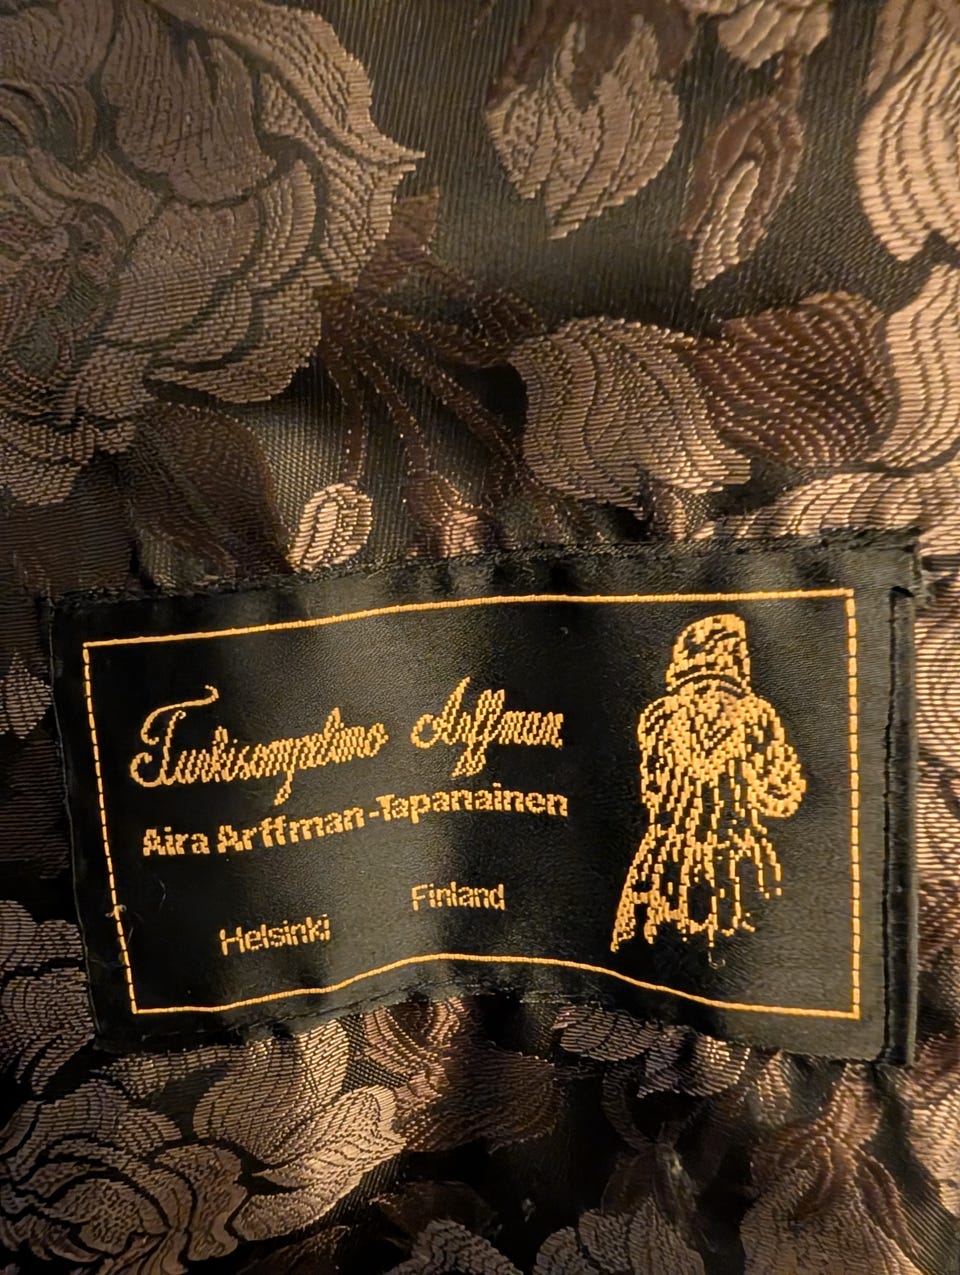 Turkisompelimo Arffman
Aira Arffman-Tapanainen
Helsinki Finland